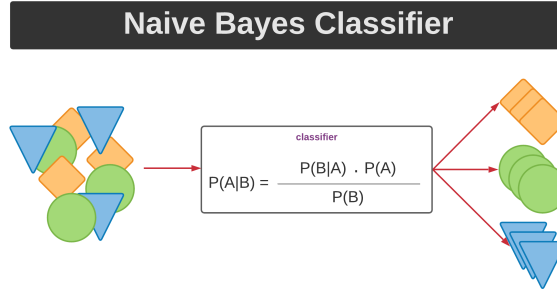 Naive Bayes Classifier
classifier
P(B|A) . P(A)
P(A|B) =
P(B)